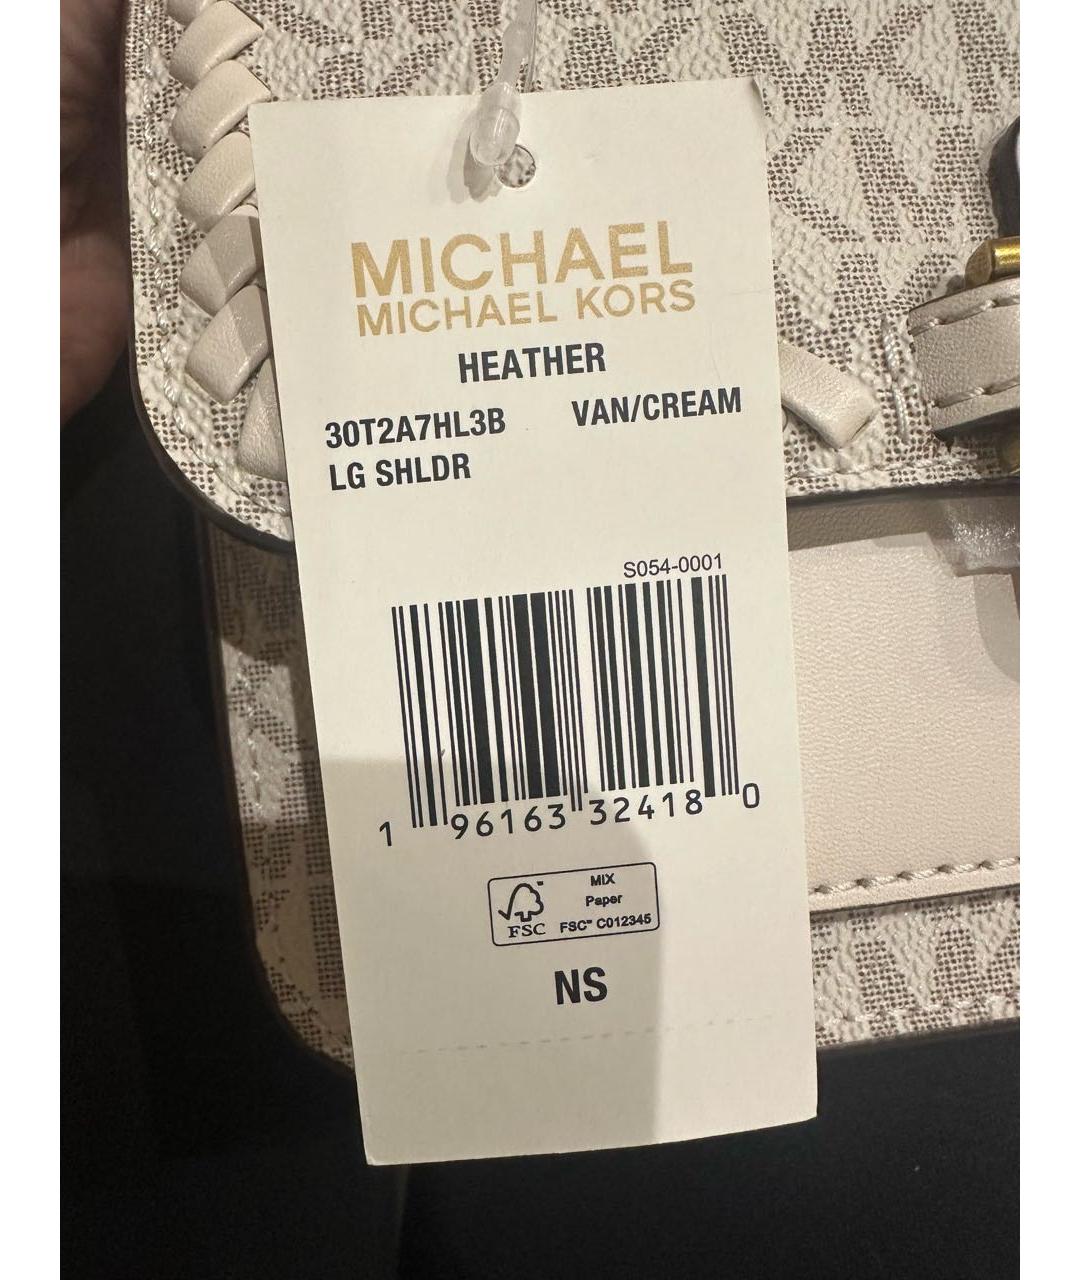 MICHAEL
MICHAEL KORS
HEATHER
30T2A7HL3B VAN/CREAM
LG SHLDR
S054-0001
1 96163 32418 0
MIX
Paper
FSC FSC™ C012345
NS